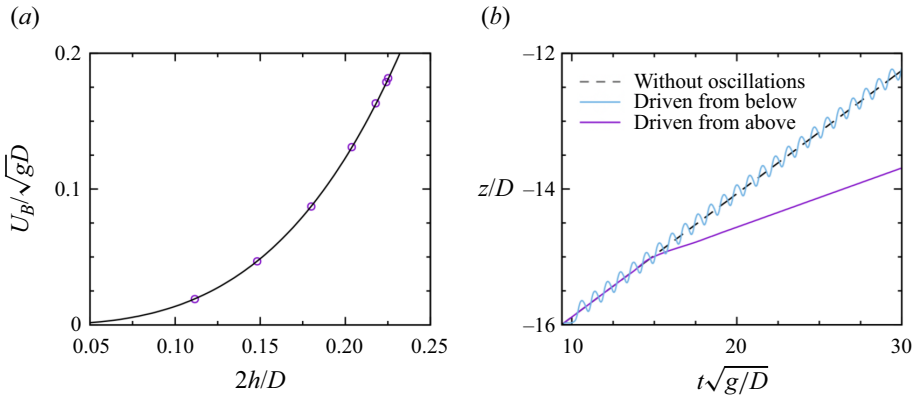 (a)
0.2
0.1
0
0.05 0.10 0.15 0.20 0.25
U_B/√gD
2h/D
(b)
−12
−14
−16
10 20 30
z/D
t√g/D
Without oscillations
Driven from below
Driven from above